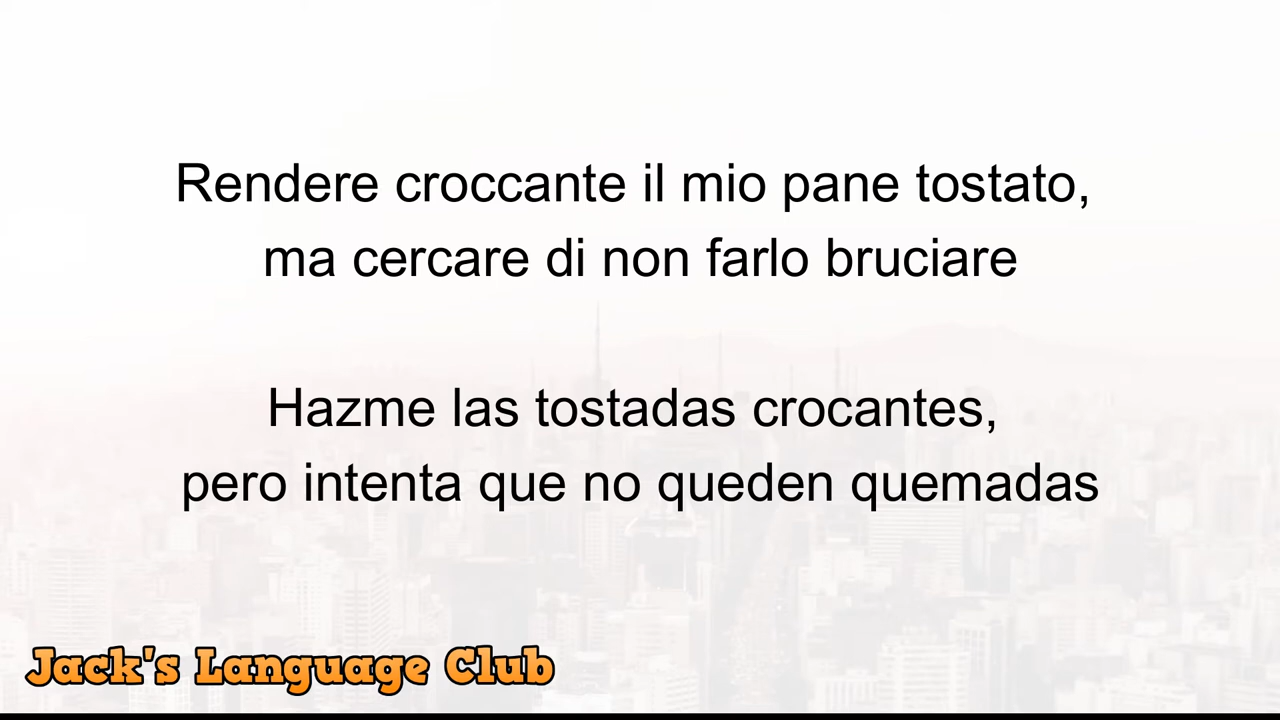 Rendere croccante il mio pane tostato,
ma cercare di non farlo bruciare
Hazme las tostadas crocantes,
pero intenta que no queden quemadas
Jack's Language Club